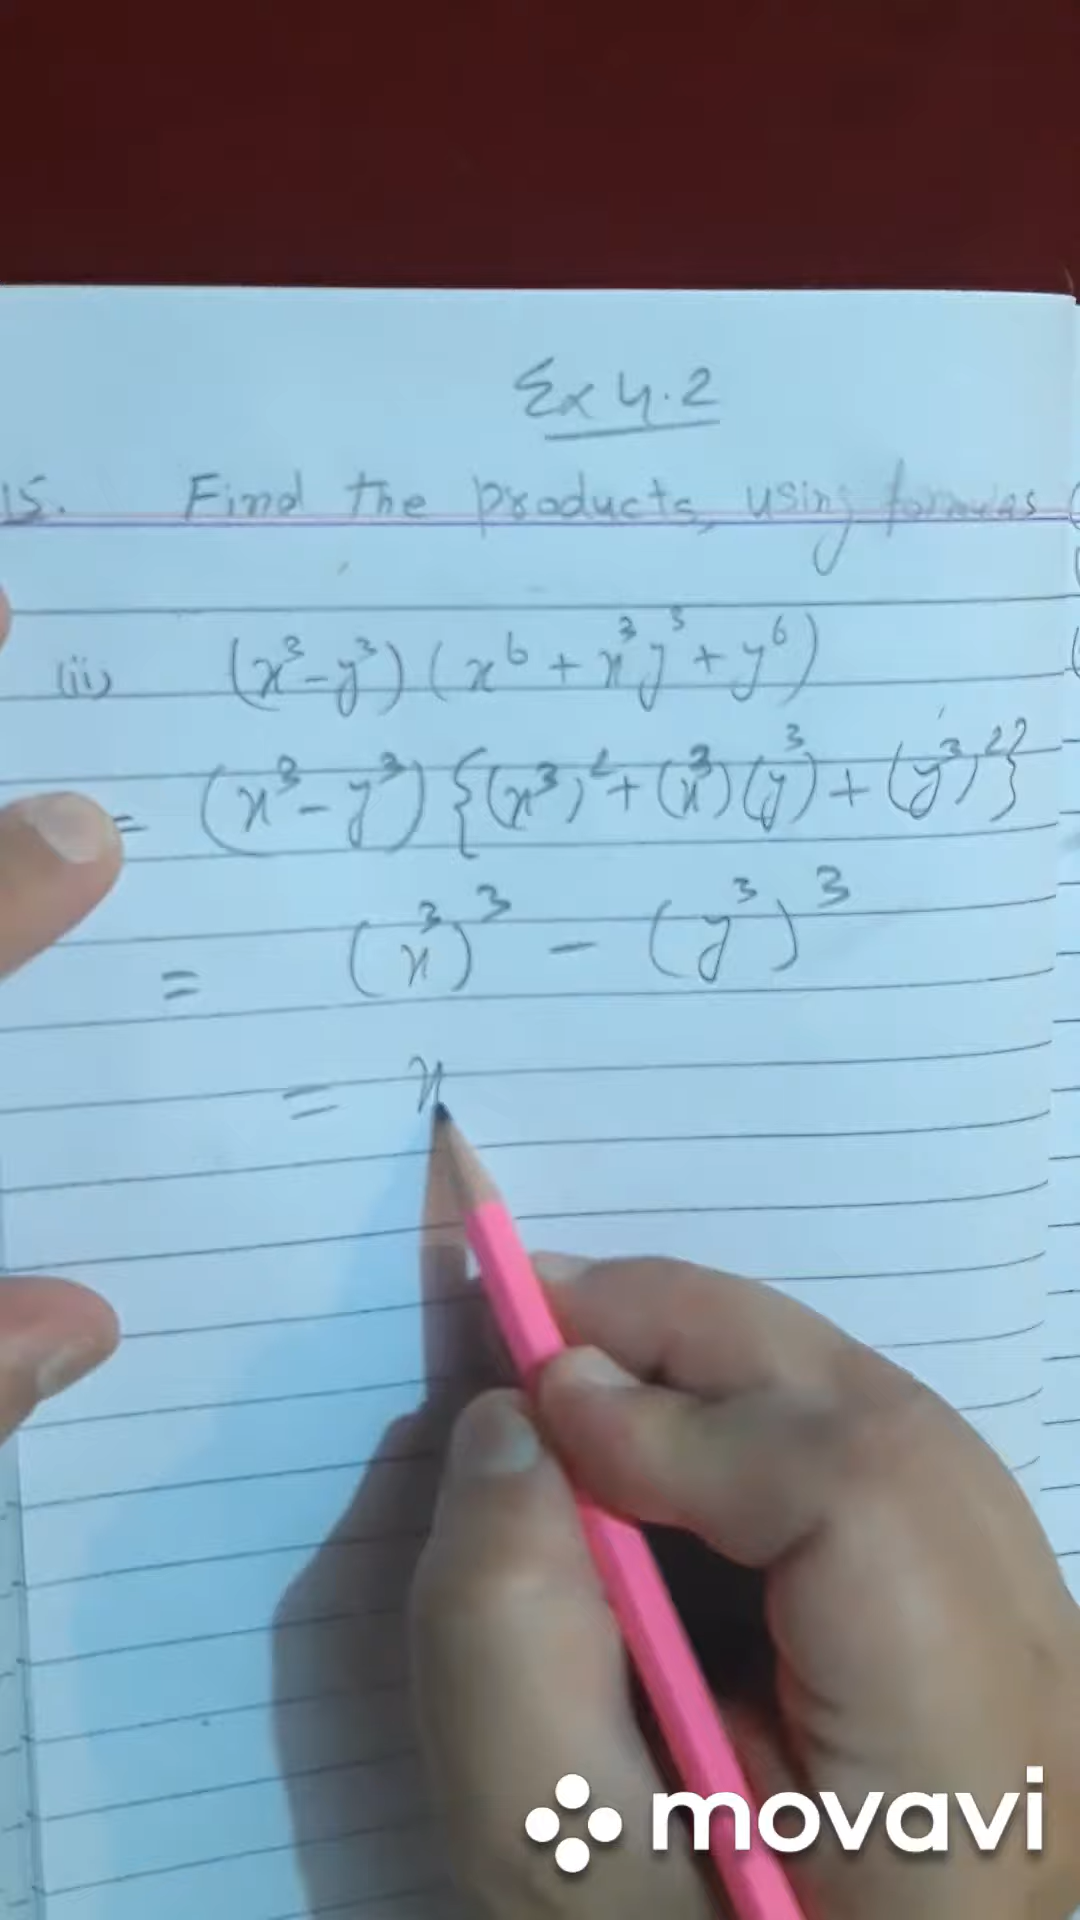 Ex 4.2
15. Find the products, using formulas
(ii) (x³-y³)(x⁶+x³y³+y⁶)
= (x³-y³){(x³)²+(x³)(y³)+(y³)²}
= (x³)³ - (y³)³
= x
movavi